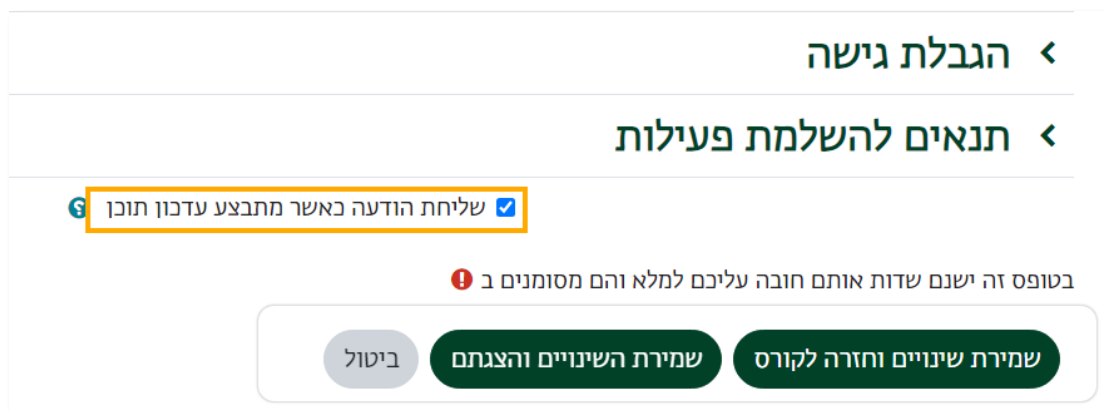 הגבלת גישה
תנאים להשלמת פעילות
שליחת הודעה כאשר מתבצע עדכון תוכן
בטופס זה ישנם שדות אותם חובה עליכם למלא והם מסומנים ב
שמירת שינויים וחזרה לקורס שמירת השינויים והצגתם ביטול